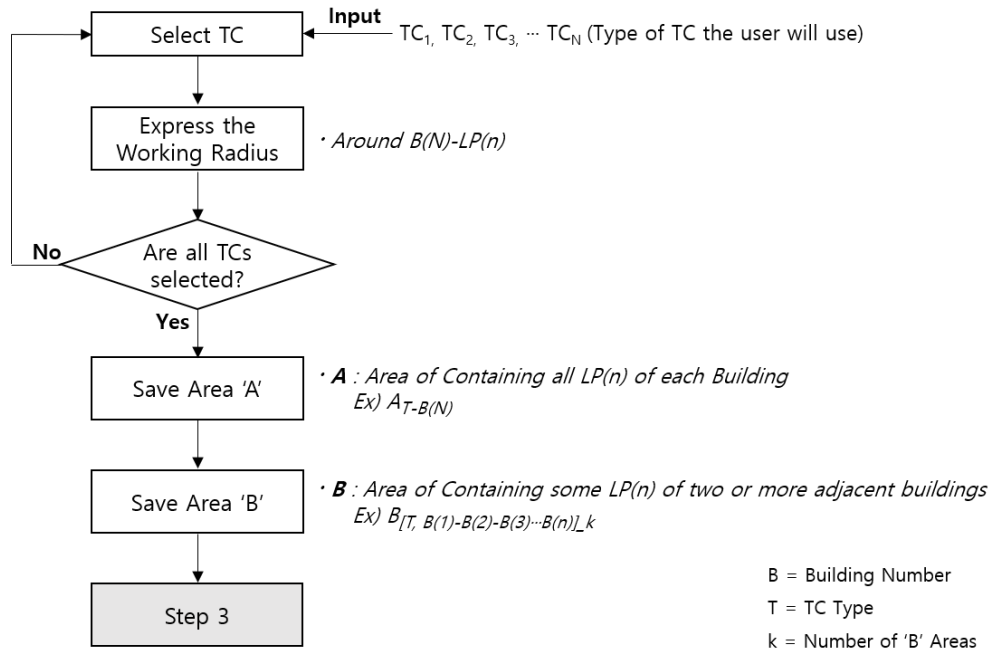 Input
Select TC
TC1, TC2, TC3, ··· TCN (Type of TC the user will use)
Express the
Working Radius
· Around B(N)-LP(n)
No
Are all TCs
selected?
Yes
Save Area ‘A’
· A : Area of Containing all LP(n) of each Building
Ex) AT-B(N)
Save Area ‘B’
· B : Area of Containing some LP(n) of two or more adjacent buildings
Ex) B[T, B(1)-B(2)-B(3)···B(n)]_k
Step 3
B = Building Number
T = TC Type
k = Number of ‘B’ Areas